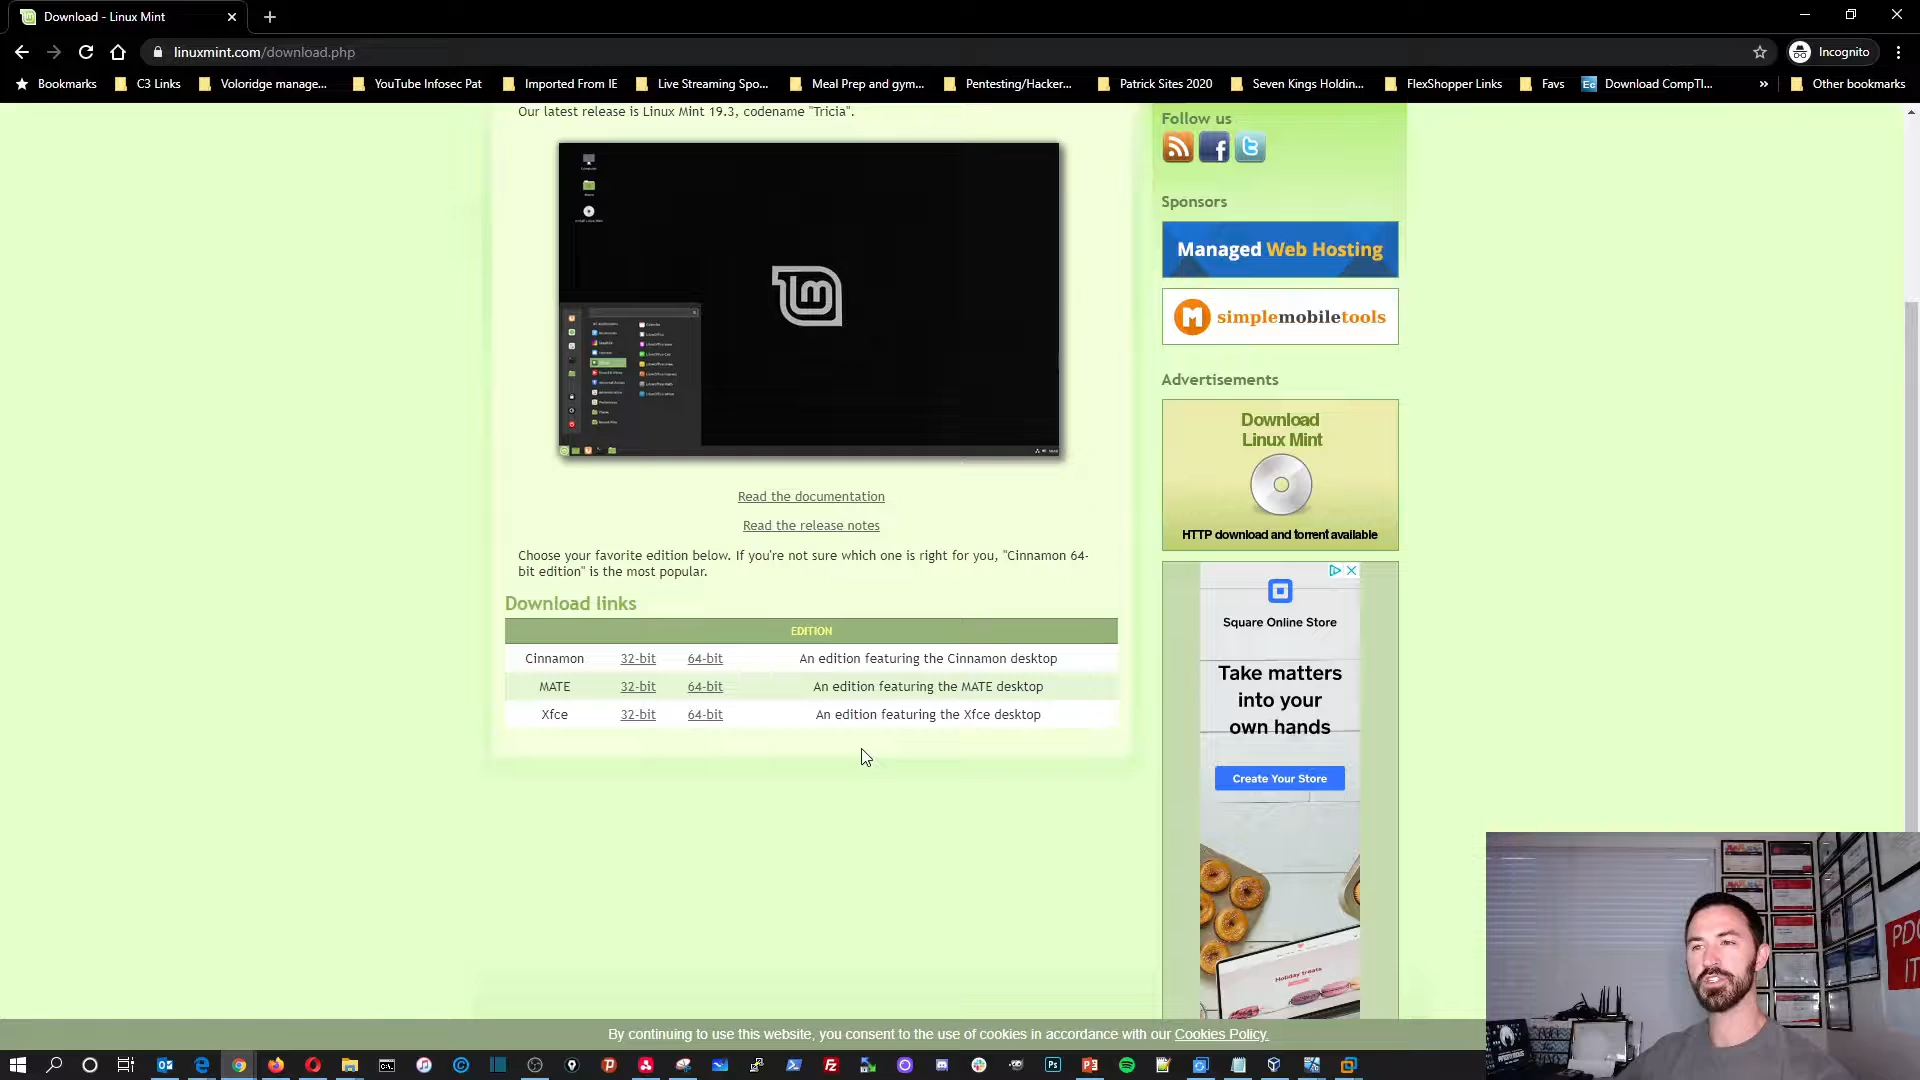 Download - Linux Mint
linuxmint.com/download.php
Incognito
Bookmarks
C3 Links
Voloridge manage...
YouTube Infosec Pat
Imported From IE
Live Streaming Spo...
Meal Prep and gym...
Pentesting/Hacker...
Patrick Sites 2020
Seven Kings Holdin...
FlexShopper Links
Favs
Ec
Download CompTI...
»
Other bookmarks
Our latest release is Linux Mint 19.3, codename "Tricia".
Read the documentation
Read the release notes
Choose your favorite edition below. If you're not sure which one is right for you, "Cinnamon 64-
bit edition" is the most popular.
Download links
EDITION
Cinnamon 32-bit 64-bit An edition featuring the Cinnamon desktop
MATE 32-bit 64-bit An edition featuring the MATE desktop
Xfce 32-bit 64-bit An edition featuring the Xfce desktop
Follow us
Sponsors
Managed Web Hosting
simplemobiletools
Advertisements
Download
Linux Mint
HTTP download and torrent available
Square Online Store
Take matters
into your
own hands
Create Your Store
Holiday treats
By continuing to use this website, you consent to the use of cookies in accordance with our Cookies Policy.